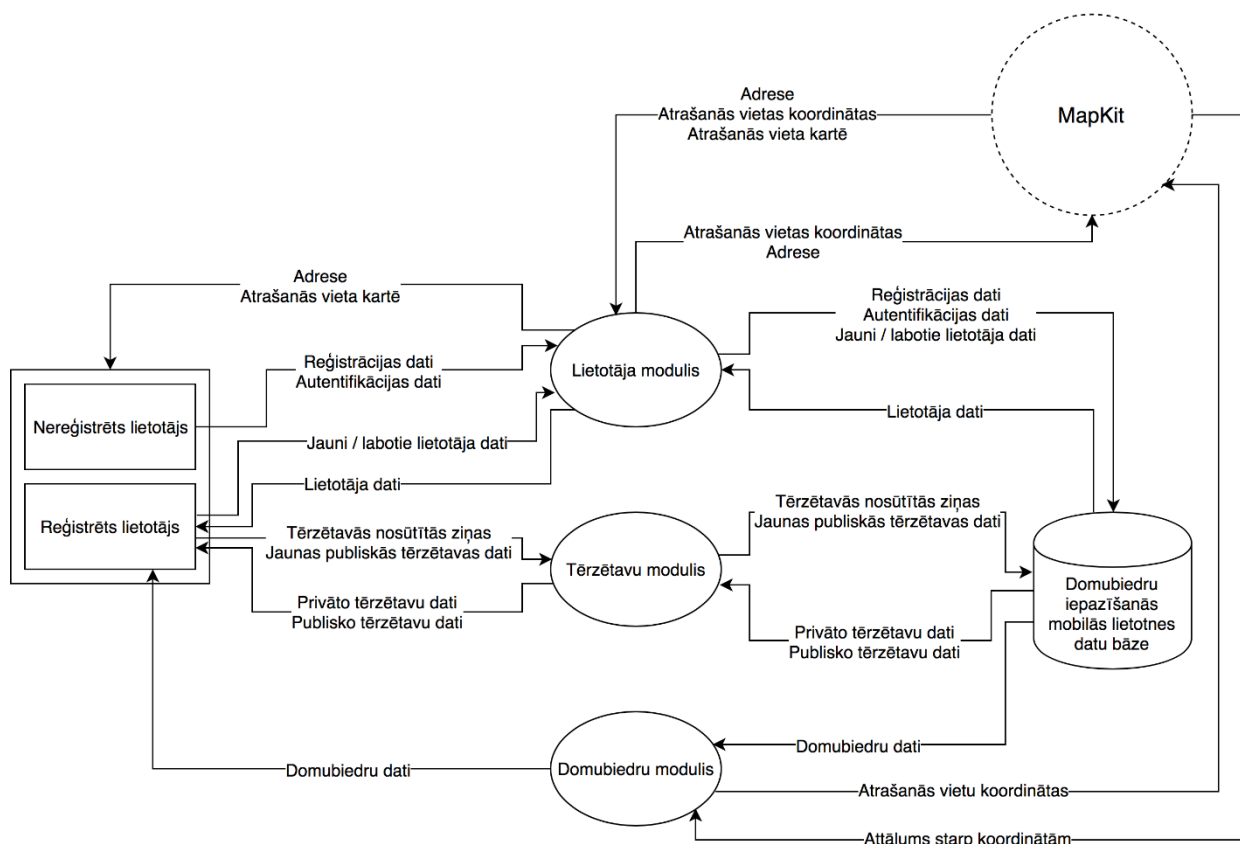 Adrese
Atrašanās vietas koordinātas
Atrašanās vieta kartē
MapKit
Atrašanās vietas koordinātas
Adrese
Adrese
Atrašanās vieta kartē
Reģistrācijas dati
Autentifikācijas dati
Jauni / labotie lietotāja dati
Reģistrācijas dati
Autentifikācijas dati
Lietotāja modulis
Lietotāja dati
Nereģistrēts lietotājs
Jauni / labotie lietotāja dati
Lietotāja dati
Reģistrēts lietotājs
Tērzētavās nosūtītās ziņas
Jaunas publiskās tērzētavas dati
Tērzētavu modulis
Tērzētavās nosūtītās ziņas
Jaunas publiskās tērzētavas dati
Privāto tērzētavu dati
Publisko tērzētavu dati
Privāto tērzētavu dati
Publisko tērzētavu dati
Domubiedru
iepazīšanās
mobilās lietotnes
datu bāze
Domubiedru dati
Domubiedru modulis
Domubiedru dati
Atrašanās vietu koordinātas
Attālums starp koordinātām